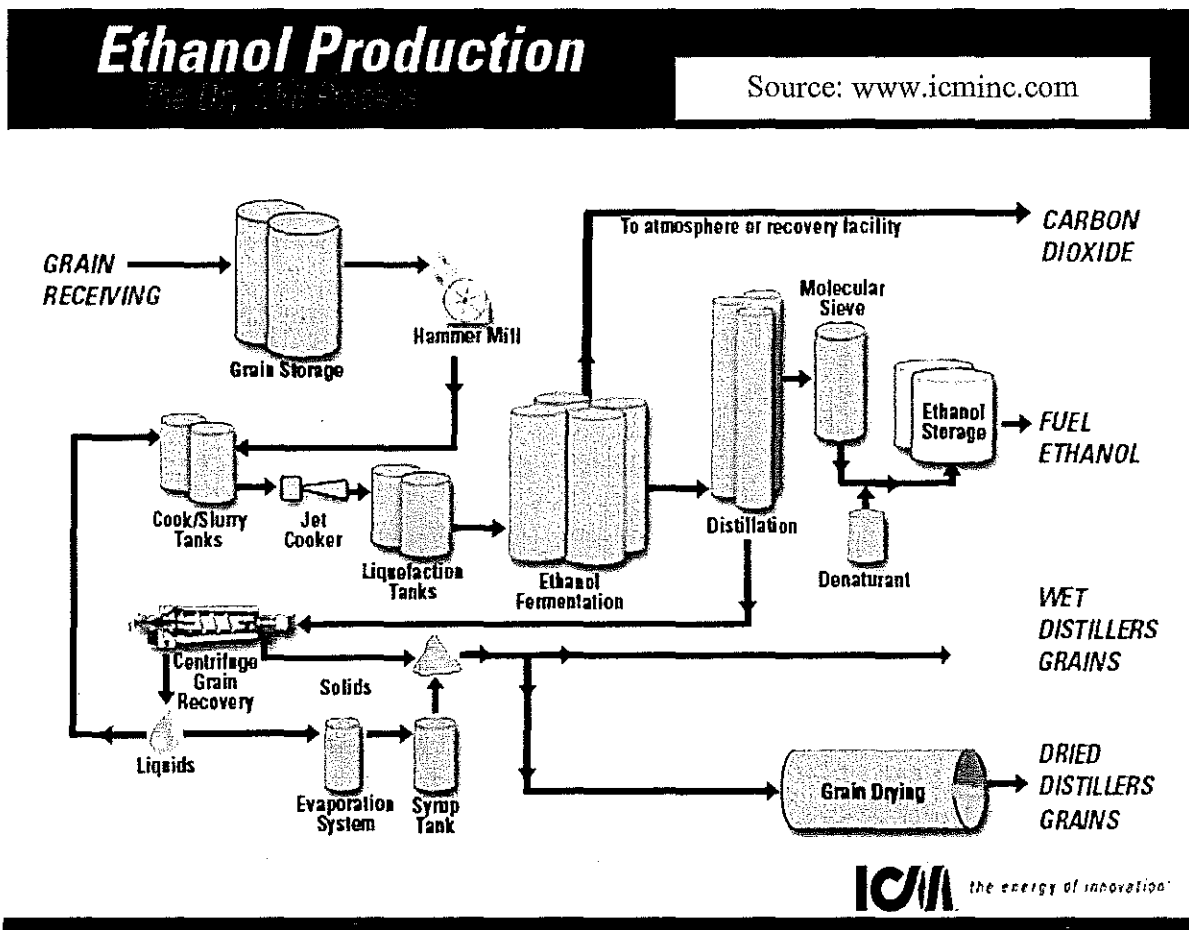 Ethanol Production
Source: www.icminc.com
To atmosphere or recovery facility
CARBON
DIOXIDE
GRAIN
RECEIVING
Grain Storage
Hammer Mill
Molecular
Sieve
Ethanol
Storage
FUEL
ETHANOL
Cook/Slurry
Tanks
Jet
Cooker
Liquefaction
Tanks
Ethanol
Fermentation
Distillation
Denaturant
WET
DISTILLERS
GRAINS
Centrifuge
Grain
Recovery
Solids
Liquids
Evaporation
System
Syrup
Tank
Grain Drying
DRIED
DISTILLERS
GRAINS
ICM
the energy of innovation